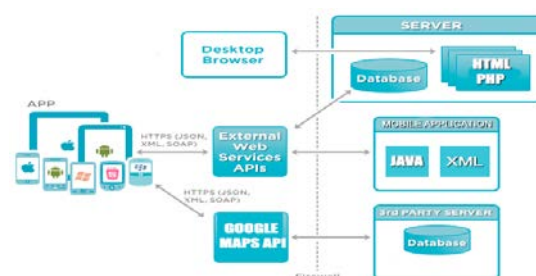 SERVER
Desktop
Browser
Database
HTML
PHP
APP
HTTPS (JSON,
XML, SOAP)
External
Web
Services
APIs
MOBILE APPLICATION
JAVA
XML
HTTPS (JSON,
XML, SOAP)
GOOGLE
MAPS API
3rd PARTY SERVER
Database
Firewall